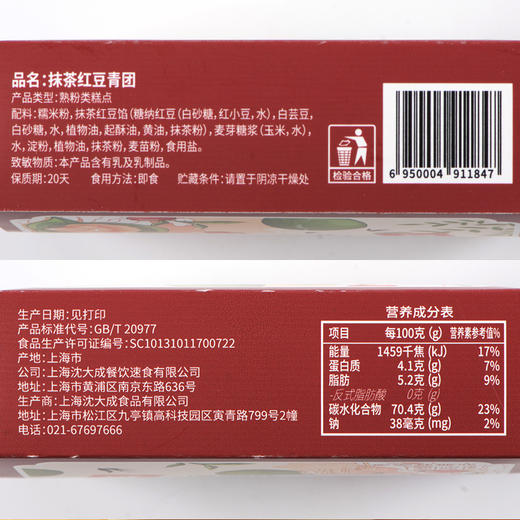 品名:抹茶红豆青团
产品类型:熟粉类糕点
配料:糯米粉,抹茶红豆馅(糖纳红豆(白砂糖,
红小豆,水),白芸豆,
白砂糖,水,植物油,起酥油,黄油,抹茶粉),麦芽糖浆(玉米,水),
水,淀粉,植物油,抹茶粉,麦苗粉,食用盐。
致敏物质:本产品含有乳及乳制品。
保质期:20天 食用方法:即食 贮藏条件:请置于阴凉干燥处
检验合格
6 950004 911847
生产日期:见打印
产品标准代号:GB/T 20977
食品生产许可证编号:SC10131011700722
产地:上海市
公司:上海沈大成餐饮速食有限公司
上海市黄浦区南京东路636号
生产商:上海沈大成食品有限公司
上海市松江区九亭镇高科技园区寅青路799号2幢
电话:021-67697666
营养成分表
项目 每100克 (g) 营养素参考值%
能量 1459千焦 (kJ) 17%
蛋白质 4.1克 (g) 7%
脂肪 5.2克 (g) 9%
-反式脂肪酸 0克 (g)
碳水化合物 70.4克 (g) 23%
钠 38毫克 (mg) 2%